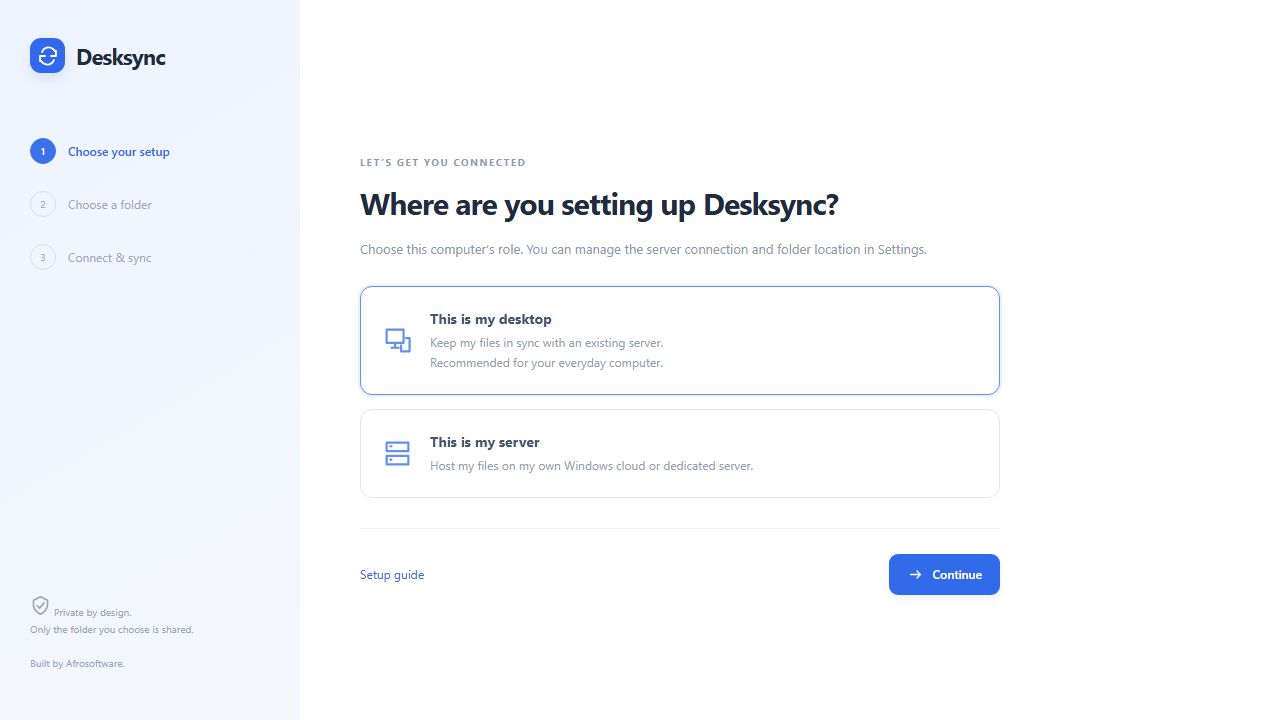 Desksync
1 Choose your setup
2 Choose a folder
3 Connect & sync
Private by design.
Only the folder you choose is shared.
Built by Afrosoftware.
LET'S GET YOU CONNECTED
Where are you setting up Desksync?
Choose this computer's role. You can manage the server connection and folder location in Settings.
This is my desktop
Keep my files in sync with an existing server.
Recommended for your everyday computer.
This is my server
Host my files on my own Windows cloud or dedicated server.
Setup guide
Continue